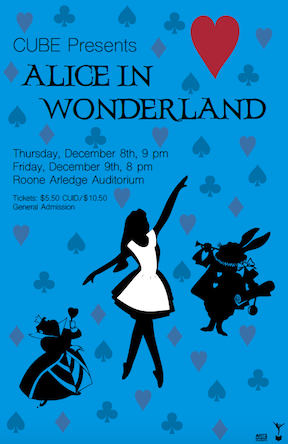 CUBE Presents
ALICE IN
WONDERLAND
Thursday, December 8th, 9 pm
Friday, December 9th, 8 pm
Roone Arledge Auditorium
Tickets: $5.50 CUID/$10.50
General Admission